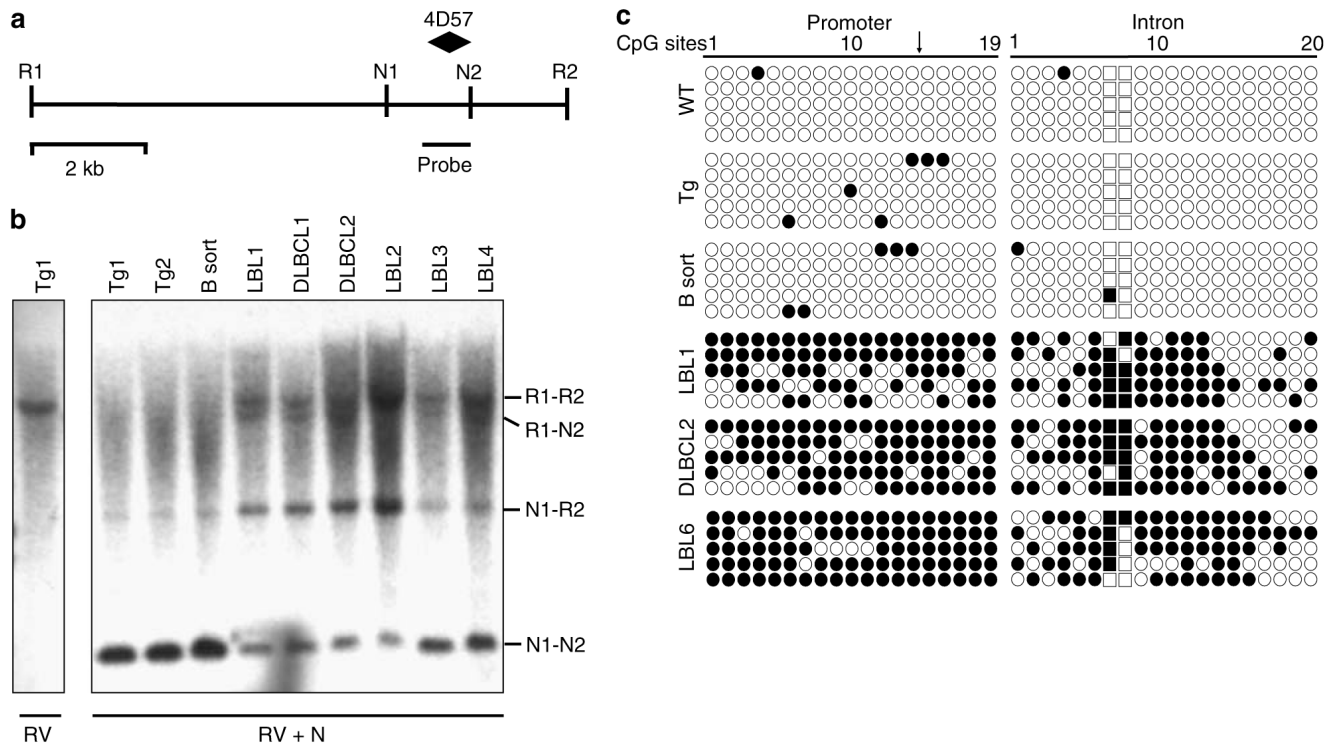 a
4D57
R1 N1 N2 R2
2 kb
Probe
b
Tg1
Tg1
Tg2
B sort
LBL1
DLBCL1
DLBCL2
LBL2
LBL3
LBL4
R1-R2
R1-N2
N1-R2
N1-N2
RV
RV + N
c
Promoter
Intron
CpG sites 1 10 19
1 10 20
WT
Tg
B sort
LBL1
DLBCL2
LBL6